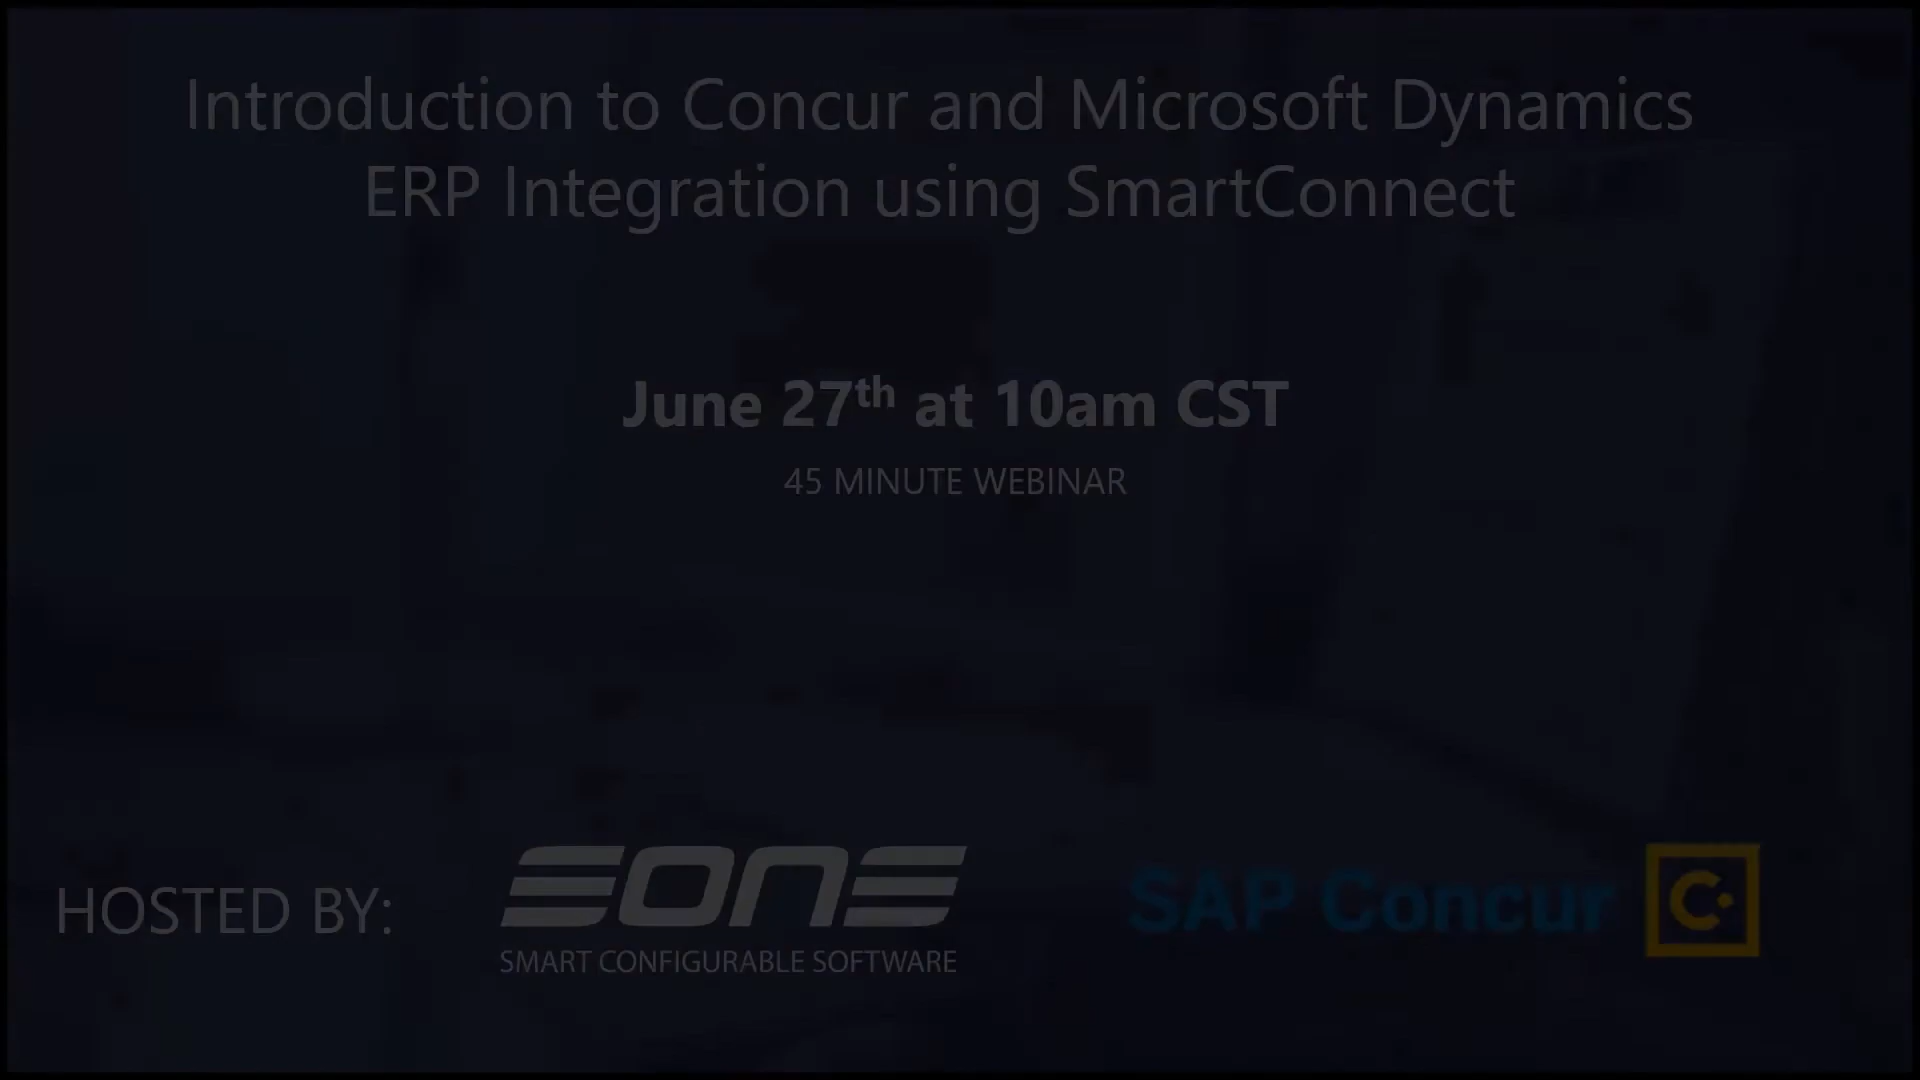 Introduction to Concur and Microsoft Dynamics
ERP Integration using SmartConnect
June 27th at 10am CST
45 MINUTE WEBINAR
HOSTED BY:
eone
SMART CONFIGURABLE SOFTWARE
SAP Concur C.